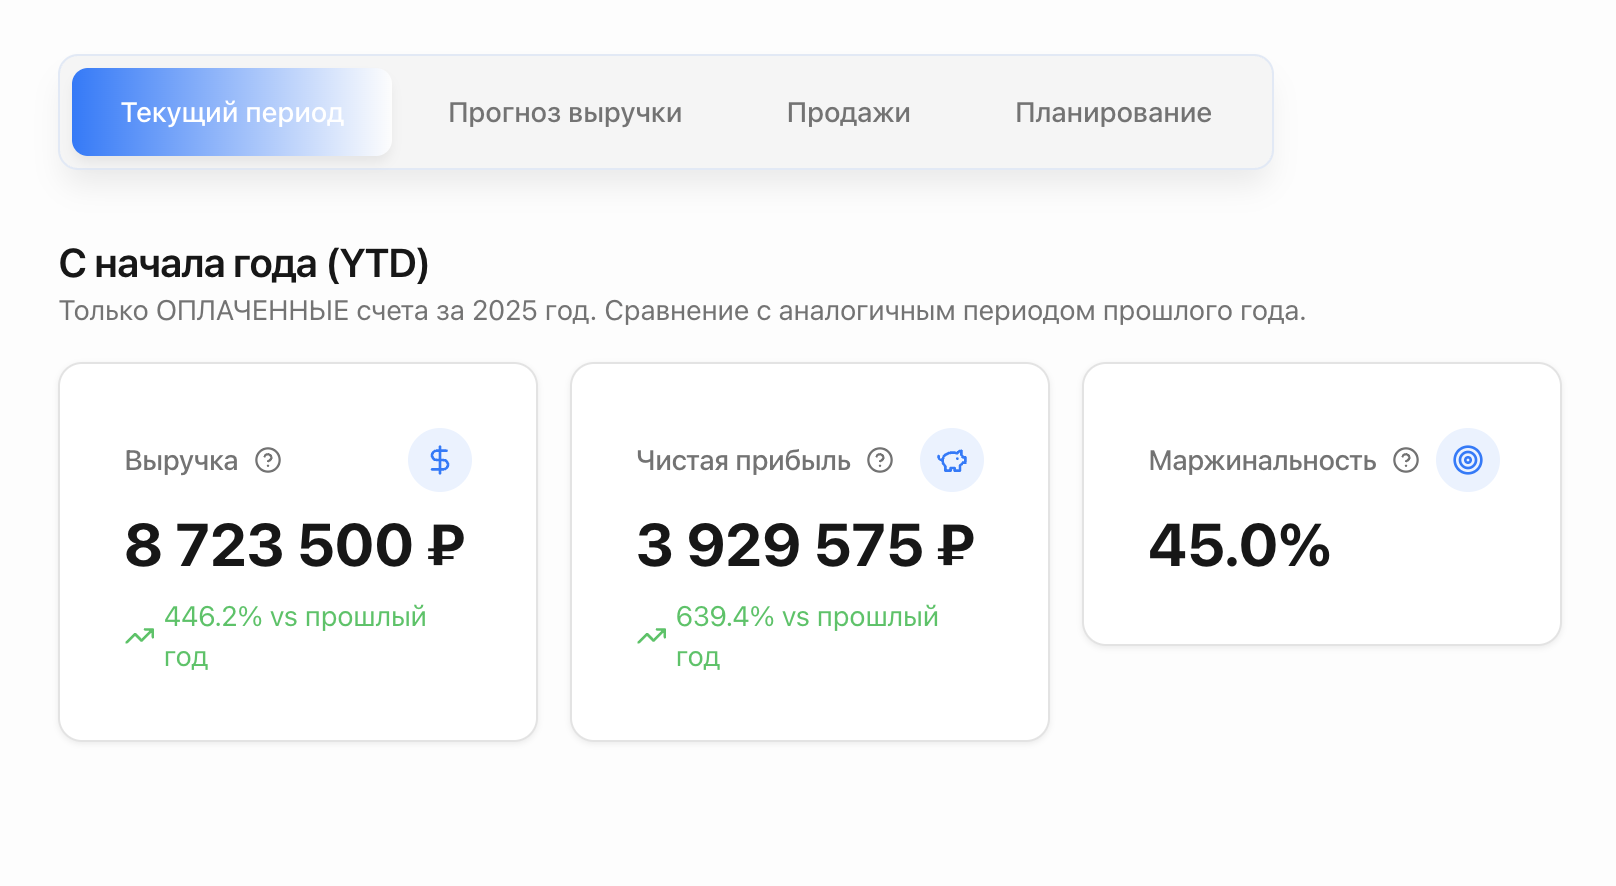 Текущий период
Прогноз выручки
Продажи
Планирование
С начала года (YTD)
Только ОПЛАЧЕННЫЕ счета за 2025 год. Сравнение с аналогичным периодом прошлого года.
Выручка
8 723 500 ₽
446.2% vs прошлый
год
Чистая прибыль
3 929 575 ₽
639.4% vs прошлый
год
Маржинальность
45.0%